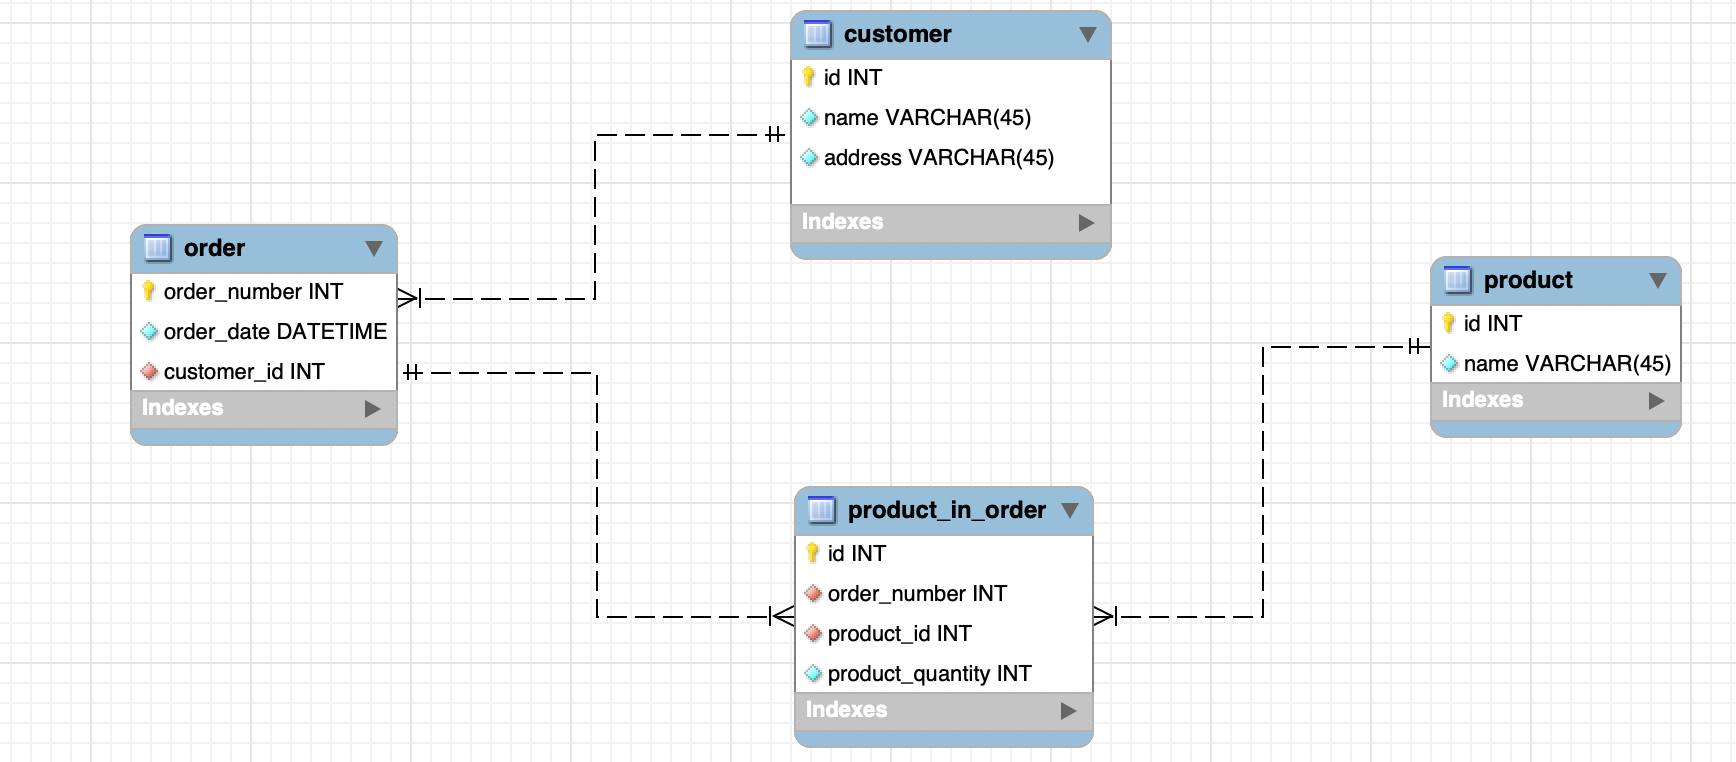 customer
id INT
name VARCHAR(45)
address VARCHAR(45)
Indexes
order
order_number INT
order_date DATETIME
customer_id INT
Indexes
product
id INT
name VARCHAR(45)
Indexes
product_in_order
id INT
order_number INT
product_id INT
product_quantity INT
Indexes